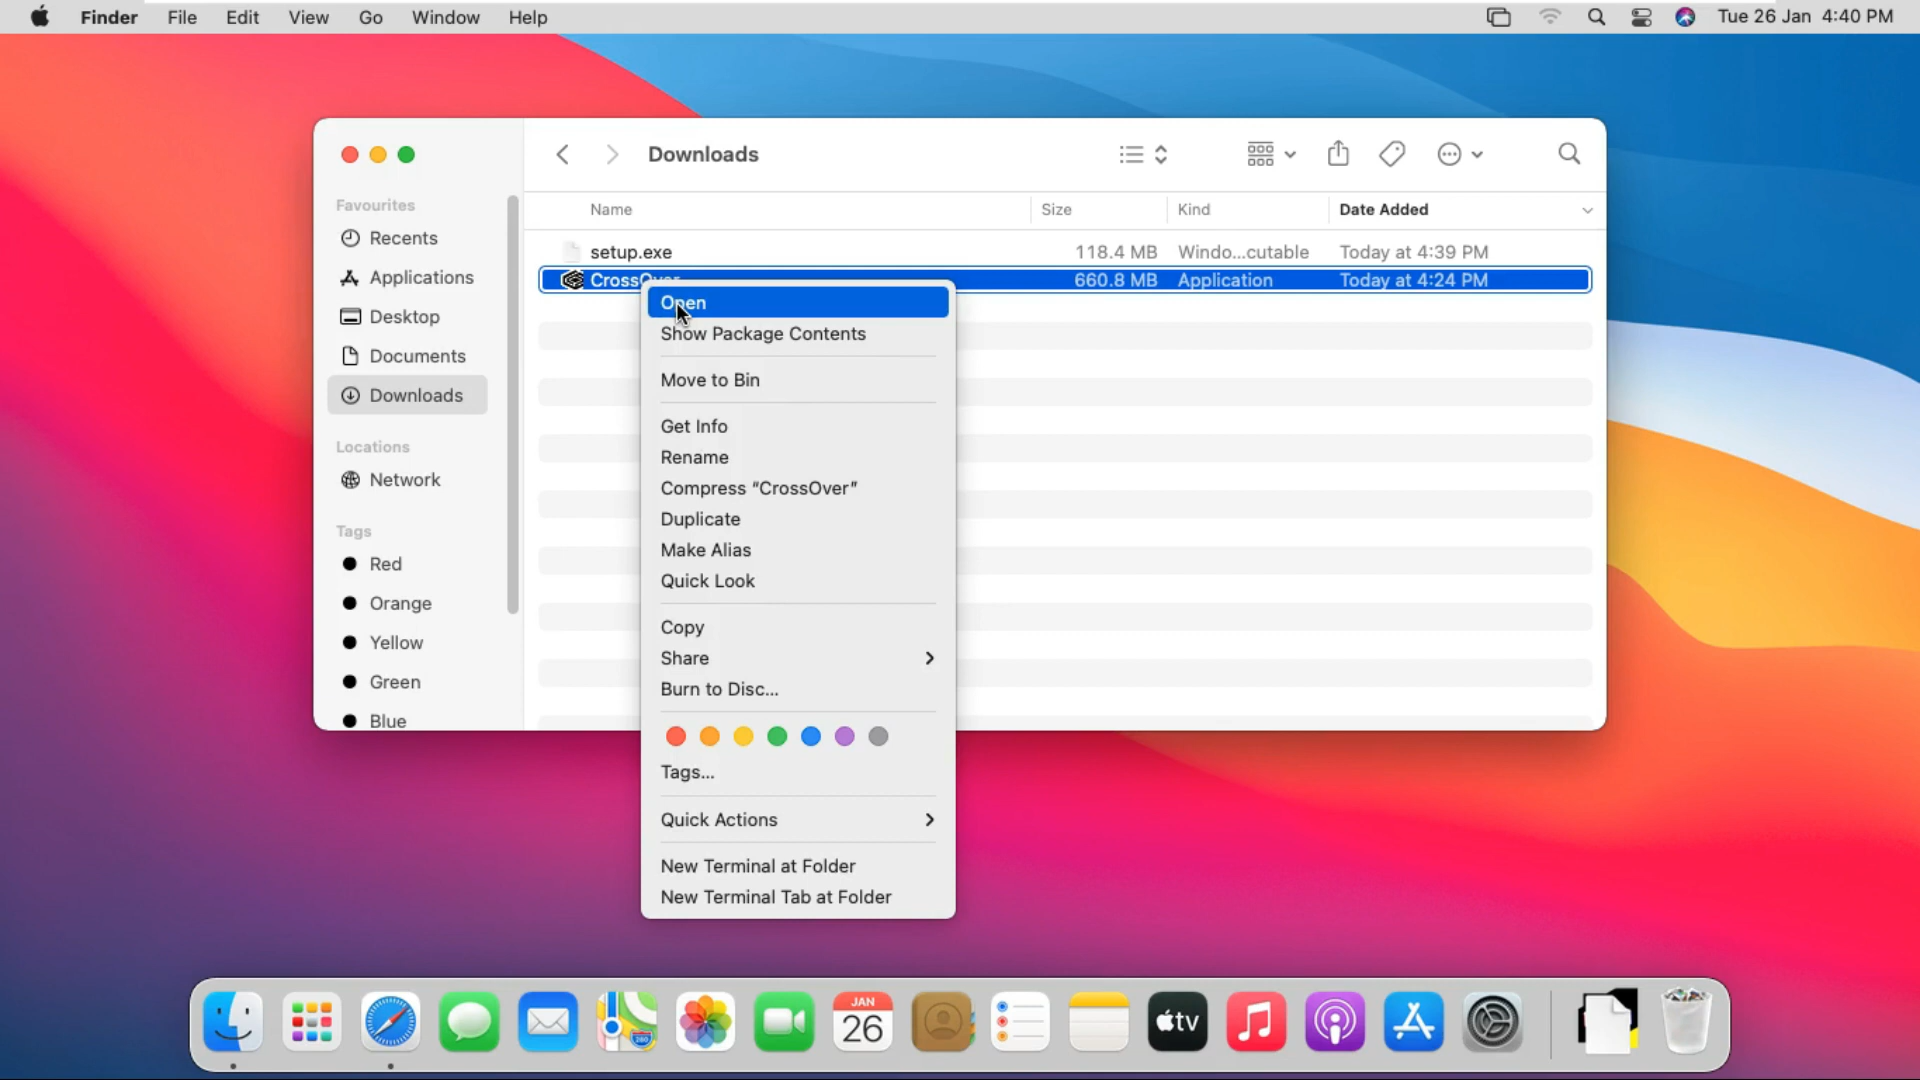 Finder File Edit View Go Window Help Tue 26 Jan 4:40 PM
Downloads
Favourites
Recents
Applications
Desktop
Documents
Downloads
Locations
Network
Tags
Red
Orange
Yellow
Green
Blue
Name Size Kind Date Added
setup.exe 118.4 MB Windo...cutable Today at 4:39 PM
CrossOver 660.8 MB Application Today at 4:24 PM
Open
Show Package Contents
Move to Bin
Get Info
Rename
Compress “CrossOver”
Duplicate
Make Alias
Quick Look
Copy
Share
Burn to Disc...
Tags...
Quick Actions
New Terminal at Folder
New Terminal Tab at Folder
280
JAN
26
tv